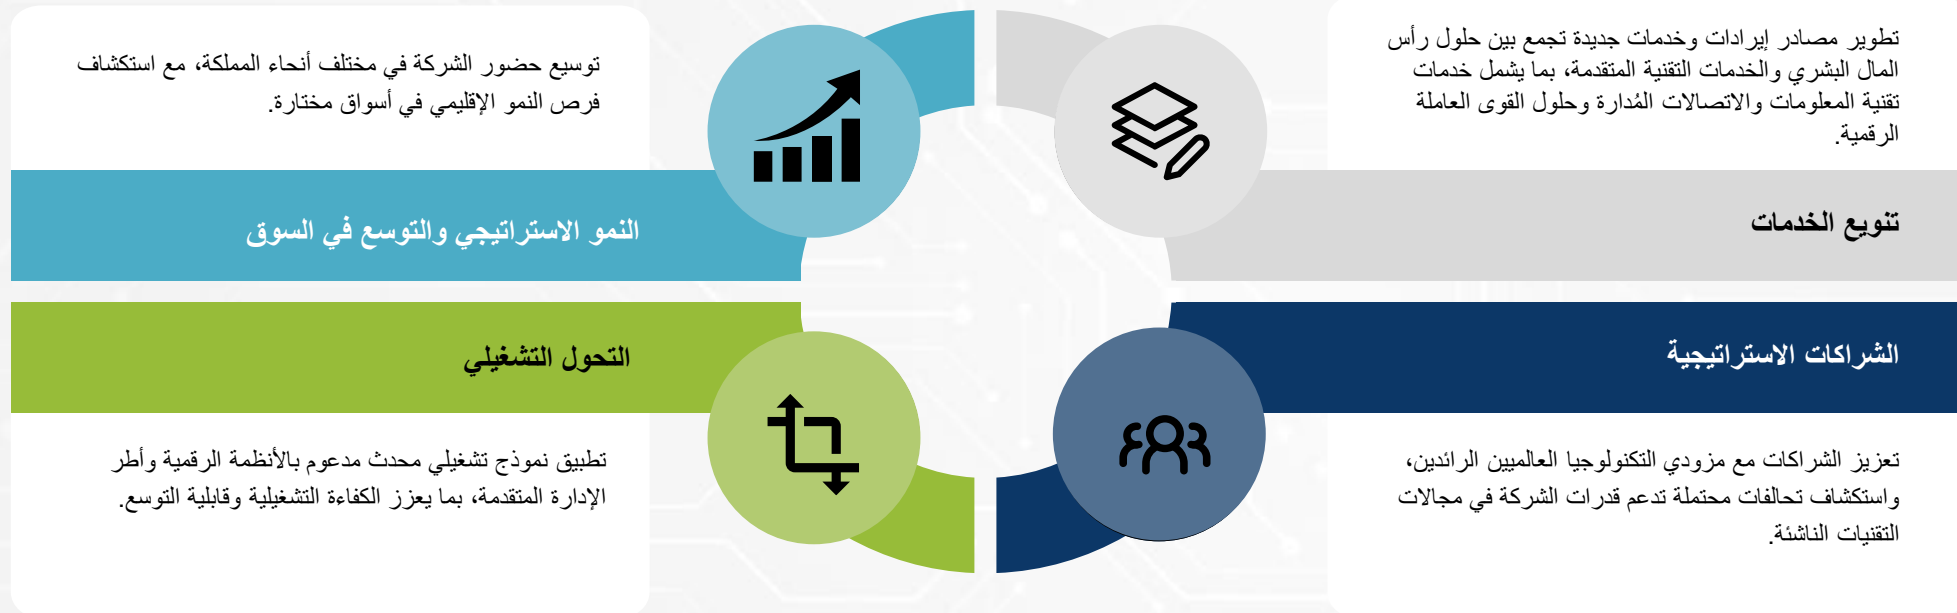 تطوير مصادر إيرادات وخدمات جديدة تجمع بين حلول رأس
المال البشري والخدمات التقنية المتقدمة، بما يشمل خدمات
تقنية المعلومات والاتصالات المُدارة وحلول القوى العاملة
الرقمية.
تنويع الخدمات
توسيع حضور الشركة في مختلف أنحاء المملكة، مع استكشاف
فرص النمو الإقليمي في أسواق مختارة.
النمو الاستراتيجي والتوسع في السوق
الشراكات الاستراتيجية
تعزيز الشراكات مع مزودي التكنولوجيا العالميين الرائدين،
واستكشاف تحالفات محتملة تدعم قدرات الشركة في مجالات
التقنيات الناشئة.
التحول التشغيلي
تطبيق نموذج تشغيلي محدث مدعوم بالأنظمة الرقمية وأطر
الإدارة المتقدمة، بما يعزز الكفاءة التشغيلية وقابلية التوسع.